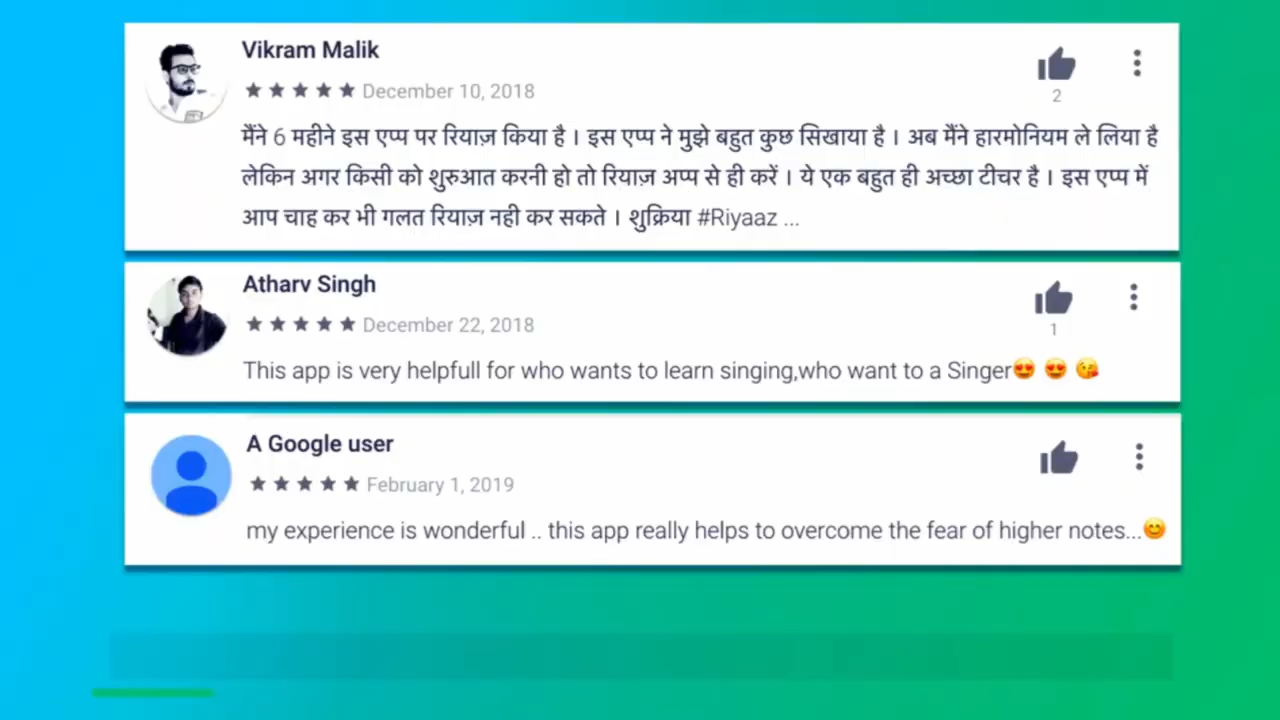 Vikram Malik
December 10, 2018
2
मैंने 6 महीने इस एप्प पर रियाज़ किया है । इस एप्प ने मुझे बहुत कुछ सिखाया है । अब मैंने हारमोनियम ले लिया है
लेकिन अगर किसी को शुरुआत करनी हो तो रियाज़ अप्प से ही करें । ये एक बहुत ही अच्छा टीचर है । इस एप्प में
आप चाह कर भी गलत रियाज़ नही कर सकते । शुक्रिया #Riyaaz ...
Atharv Singh
December 22, 2018
1
This app is very helpfull for who wants to learn singing,who want to a Singer😍 😍 😘
A Google user
February 1, 2019
my experience is wonderful .. this app really helps to overcome the fear of higher notes...😊